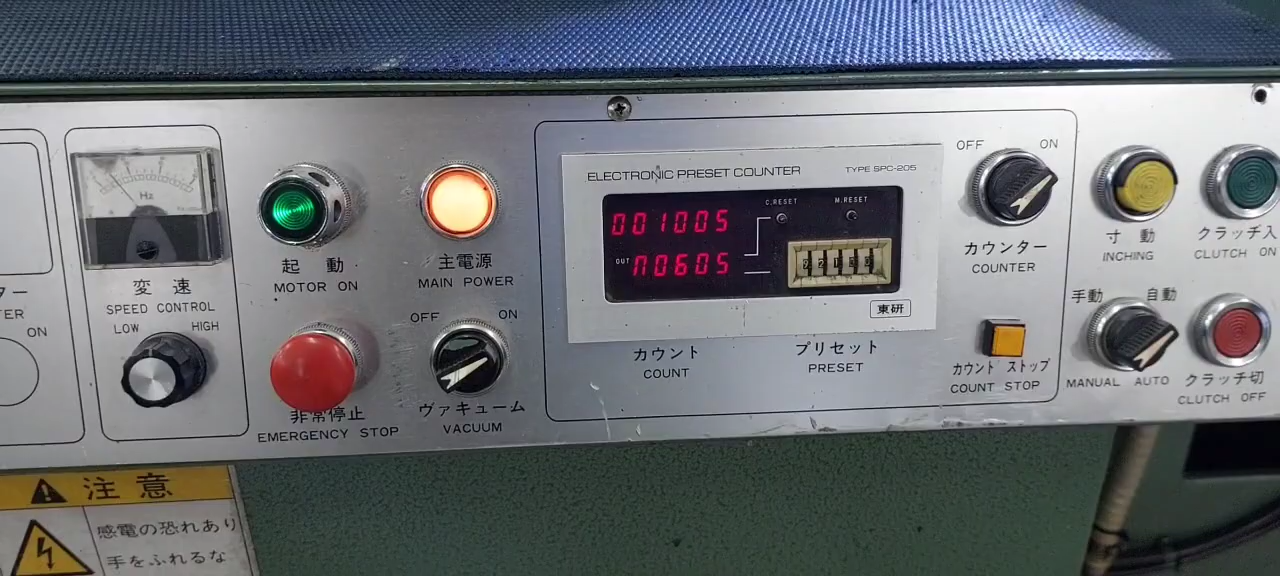 ター
TER
ON
Hz
変 速
SPEED CONTROL
LOW HIGH
起 動
MOTOR ON
主電源
MAIN POWER
非常停止
EMERGENCY STOP
OFF ON
ヴァキューム
VACUUM
ELECTRONIC PRESET COUNTER
TYPE SPC-205
C.RESET M.RESET
001005
OUT
0605
東研
カウント
COUNT
プリセット
PRESET
OFF ON
カウンター
COUNTER
カウント ストップ
COUNT STOP
寸 動
INCHING
クラッチ入
CLUTCH ON
手動 自動
MANUAL AUTO
クラッチ切
CLUTCH OFF
注意
感電の恐れあり
手をふれるな